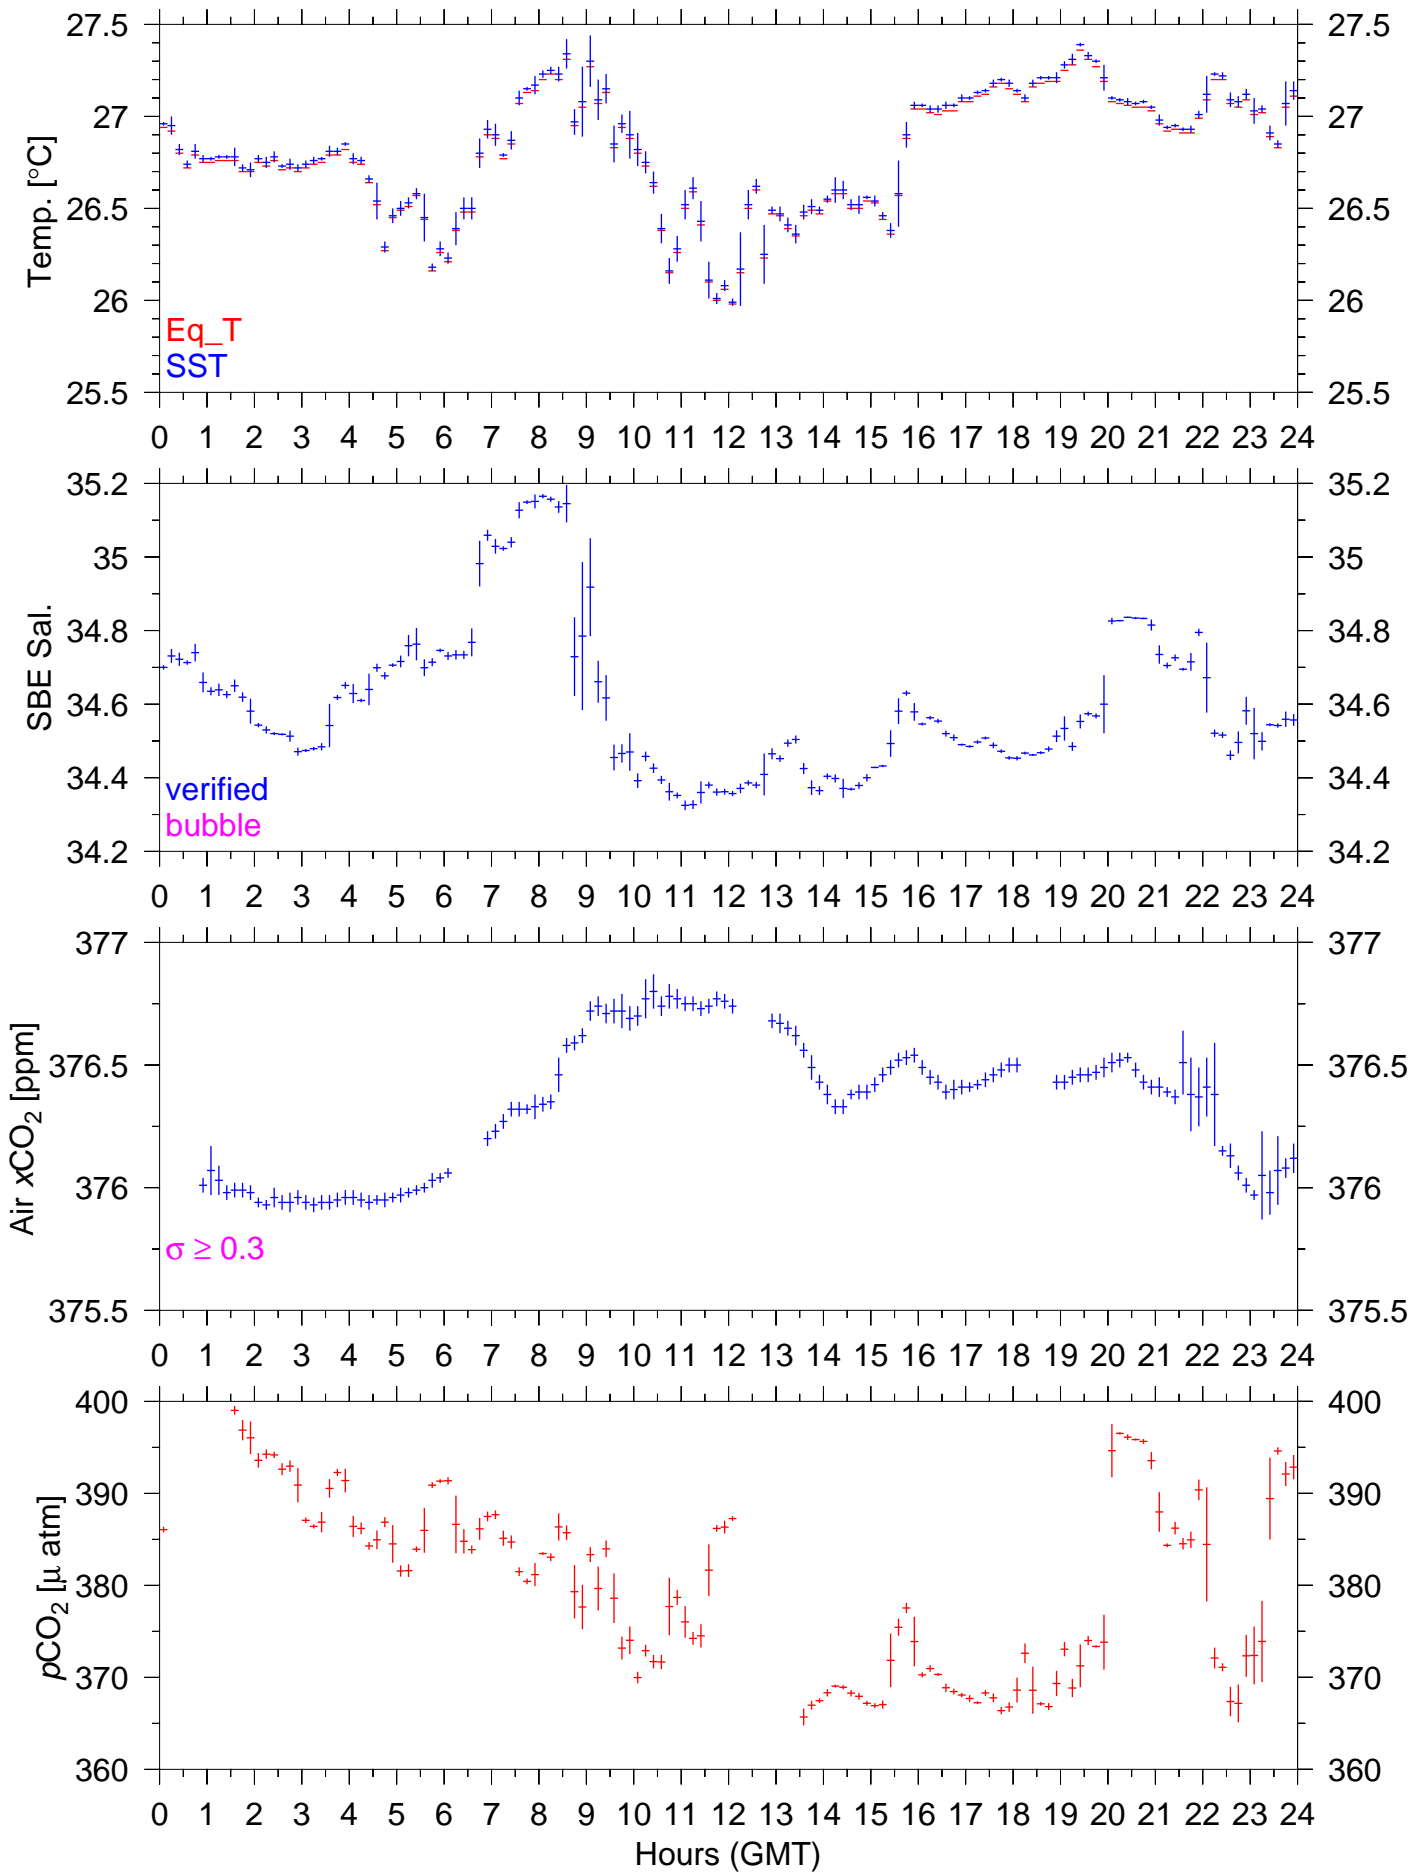 27.5 27.5
27 27
26.5 26.5
26 26
25.5 25.5
Temp. [°C]
Eq_T
SST
0 1 2 3 4 5 6 7 8 9 10 11 12 13 14 15 16 17 18 19 20 21 22 23 24
35.2 35.2
35 35
34.8 34.8
34.6 34.6
34.4 34.4
34.2 34.2
SBE Sal.
verified
bubble
0 1 2 3 4 5 6 7 8 9 10 11 12 13 14 15 16 17 18 19 20 21 22 23 24
377 377
376.5 376.5
376 376
375.5 375.5
Air xCO₂ [ppm]
σ ≥ 0.3
0 1 2 3 4 5 6 7 8 9 10 11 12 13 14 15 16 17 18 19 20 21 22 23 24
400 400
390 390
380 380
370 370
360 360
pCO₂ [μ atm]
0 1 2 3 4 5 6 7 8 9 10 11 12 13 14 15 16 17 18 19 20 21 22 23 24
Hours (GMT)